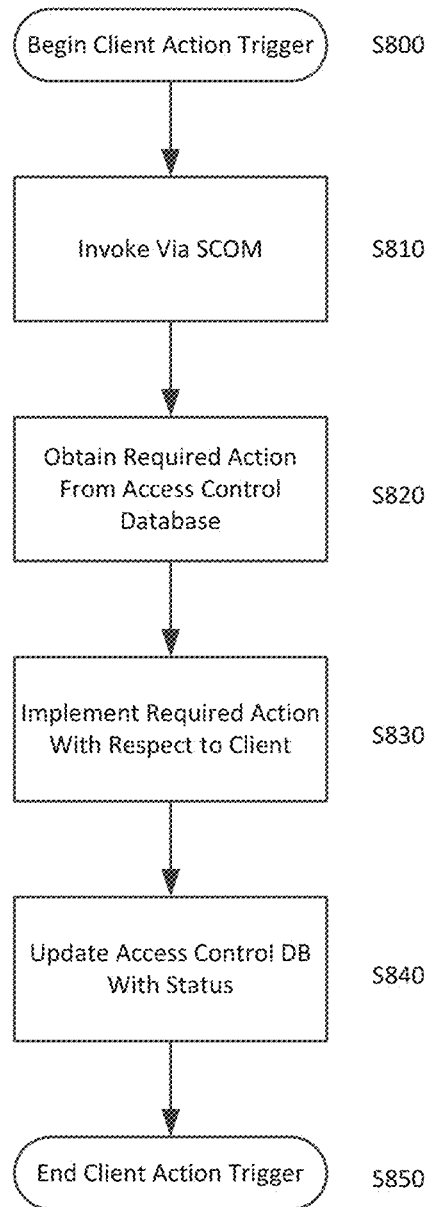 Begin Client Action Trigger S800
Invoke Via SCOM S810
Obtain Required Action
From Access Control
Database
S820
Implement Required Action
With Respect to Client
S830
Update Access Control DB
With Status
S840
End Client Action Trigger S850